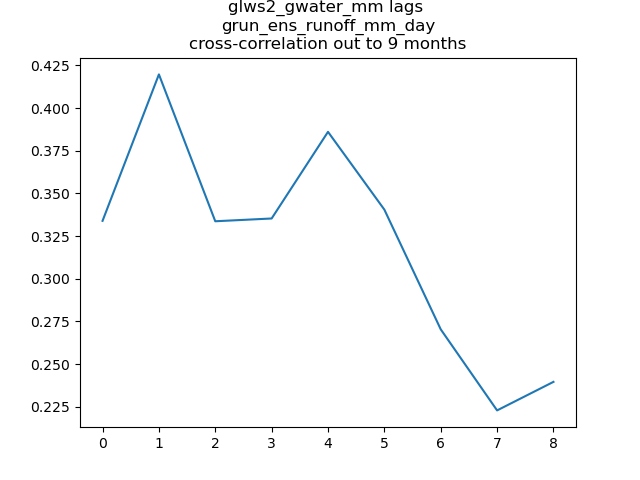 glws2_gwater_mm lags
grun_ens_runoff_mm_day
cross-correlation out to 9 months
0.425
0.400
0.375
0.350
0.325
0.300
0.275
0.250
0.225
0 1 2 3 4 5 6 7 8